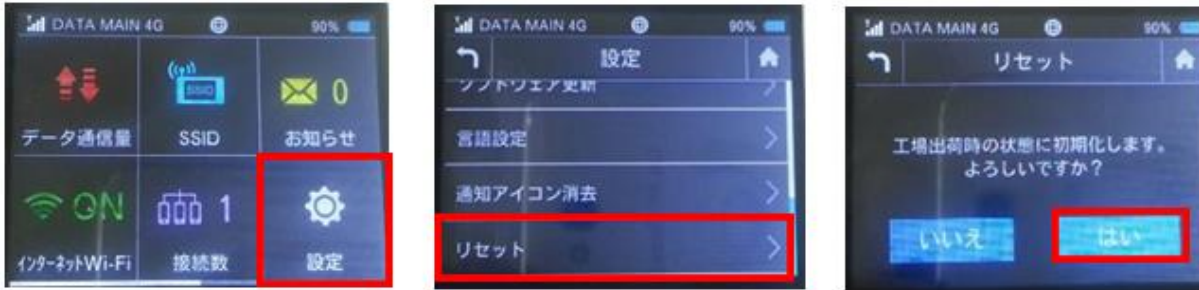 DATA MAIN 4G 90%
データ通信量
SSID
SSID
お知らせ
0
ON
インターネットWi-Fi
1
接続数
設定
DATA MAIN 4G 90%
設定
ソフトウェア更新
言語設定
通知アイコン消去
リセット
DATA MAIN 4G 90%
リセット
工場出荷時の状態に初期化します。
よろしいですか？
いいえ
はい